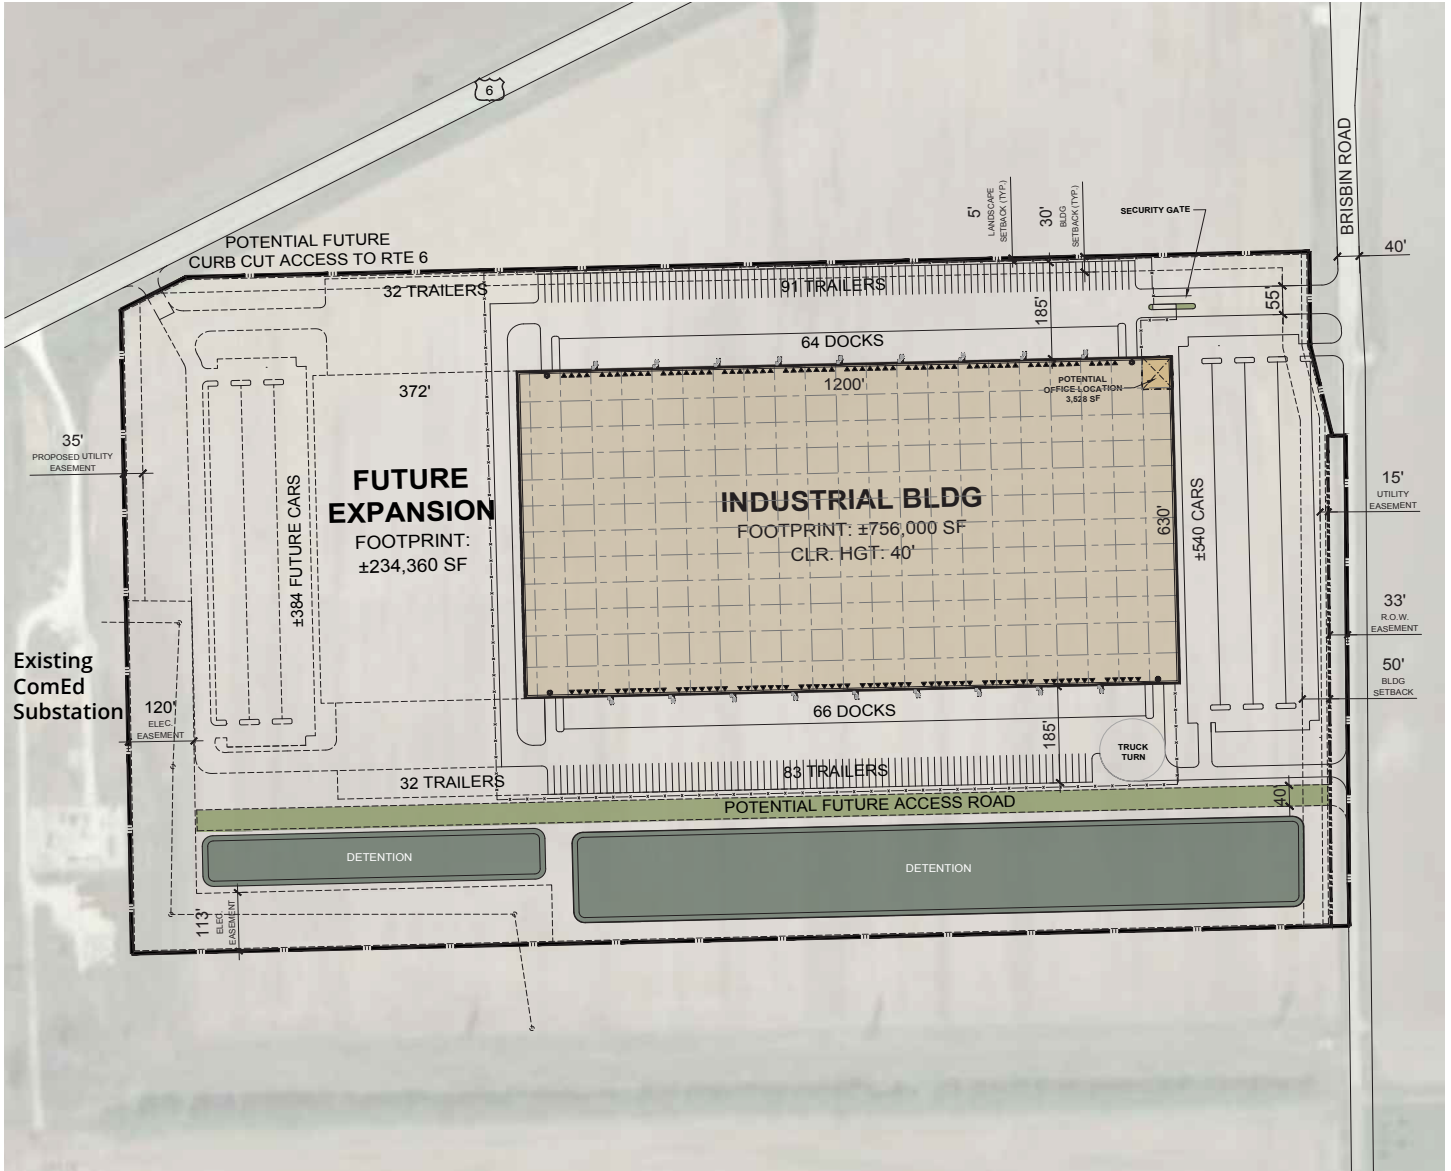 6
BRISBIN ROAD
5'
LANDSCAPE
SETBACK (TYP.)
30'
BLDG
SETBACK (TYP.)
SECURITY GATE
40'
POTENTIAL FUTURE
CURB CUT ACCESS TO RTE 6
32 TRAILERS
91 TRAILERS
185'
55'
64 DOCKS
372'
1200'
POTENTIAL
OFFICE LOCATION
3,528 SF
35'
PROPOSED UTILITY
EASEMENT
±384 FUTURE CARS
FUTURE
EXPANSION
FOOTPRINT:
±234,360 SF
INDUSTRIAL BLDG
FOOTPRINT: ±756,000 SF
CLR. HGT: 40'
630'
±540 CARS
15'
UTILITY
EASEMENT
33'
R.O.W.
EASEMENT
50'
BLDG
SETBACK
Existing
ComEd
Substation
120'
ELEC.
EASEMENT
66 DOCKS
185'
TRUCK
TURN
32 TRAILERS
83 TRAILERS
POTENTIAL FUTURE ACCESS ROAD
40'
DETENTION
DETENTION
113'
ELEC.
EASEMENT